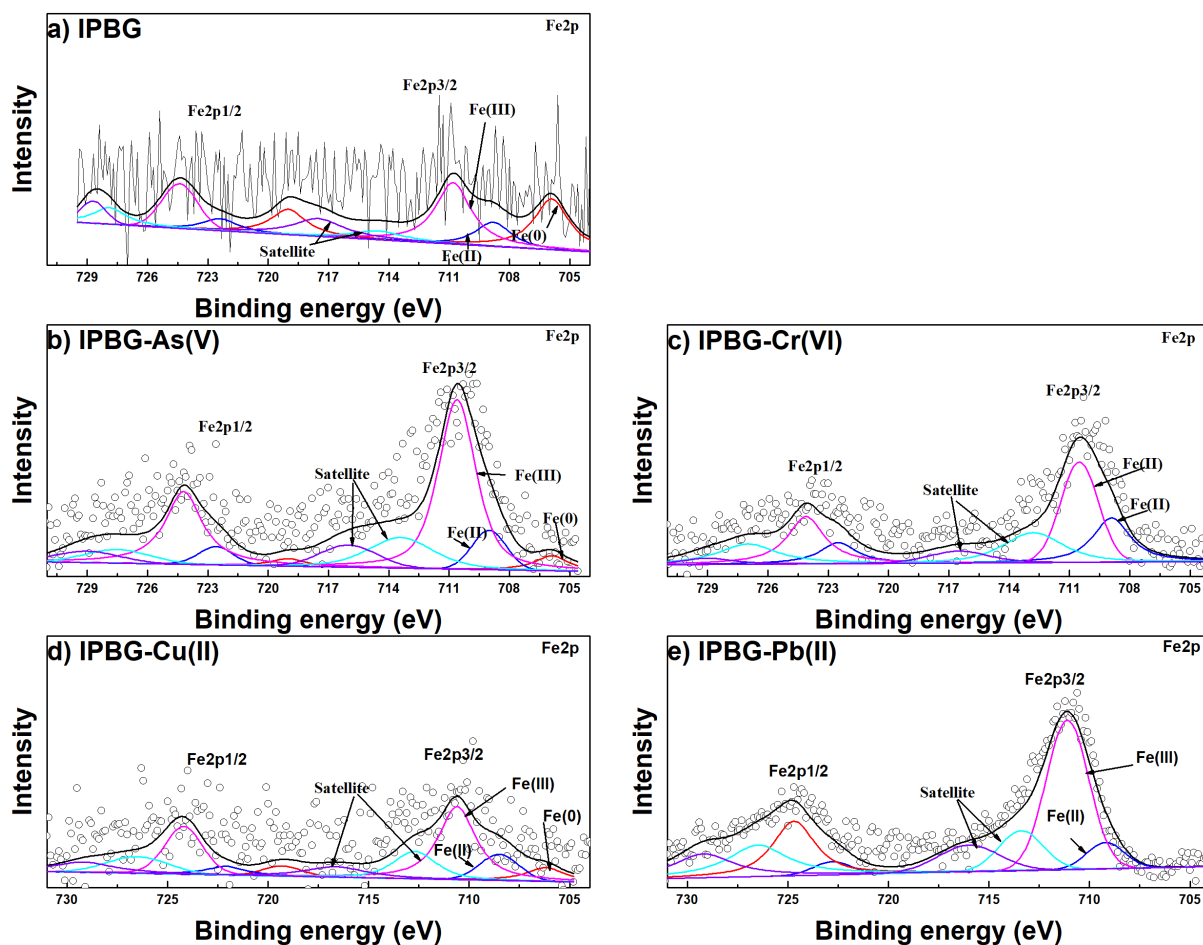 a) IPBG
Fe2p
Fe2p3/2
Fe2p1/2
Fe(III)
Satellite
Fe(II)
Fe(0)
Intensity
729 726 723 720 717 714 711 708 705
Binding energy (eV)
b) IPBG-As(V)
Fe2p
Fe2p3/2
Fe2p1/2
Satellite
Fe(III)
Fe(II)
Fe(0)
Intensity
729 726 723 720 717 714 711 708 705
Binding energy (eV)
c) IPBG-Cr(VI)
Fe2p
Fe2p3/2
Fe2p1/2
Fe(II)
Satellite
Fe(II)
Intensity
729 726 723 720 717 714 711 708 705
Binding energy (eV)
d) IPBG-Cu(II)
Fe2p
Fe2p1/2
Fe2p3/2
Satellite
Fe(III)
Fe(0)
Fe(II)
Intensity
730 725 720 715 710 705
Binding energy (eV)
e) IPBG-Pb(II)
Fe2p
Fe2p3/2
Fe2p1/2
Fe(III)
Satellite
Fe(II)
Intensity
730 725 720 715 710 705
Binding energy (eV)